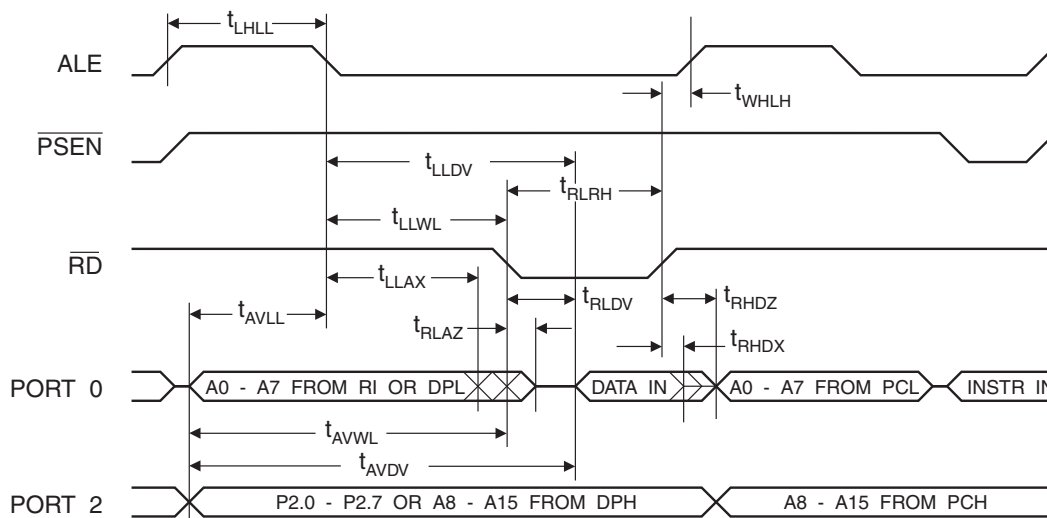 tLHLL
ALE
tWHLH
PSEN
tLLDV
tRLRH
tLLWL
RD
tLLAX
tRLDV
tRHDZ
tAVLL
tRLAZ
tRHDX
PORT 0
A0 - A7 FROM RI OR DPL
DATA IN
A0 - A7 FROM PCL
INSTR IN
tAVWL
tAVDV
PORT 2
P2.0 - P2.7 OR A8 - A15 FROM DPH
A8 - A15 FROM PCH